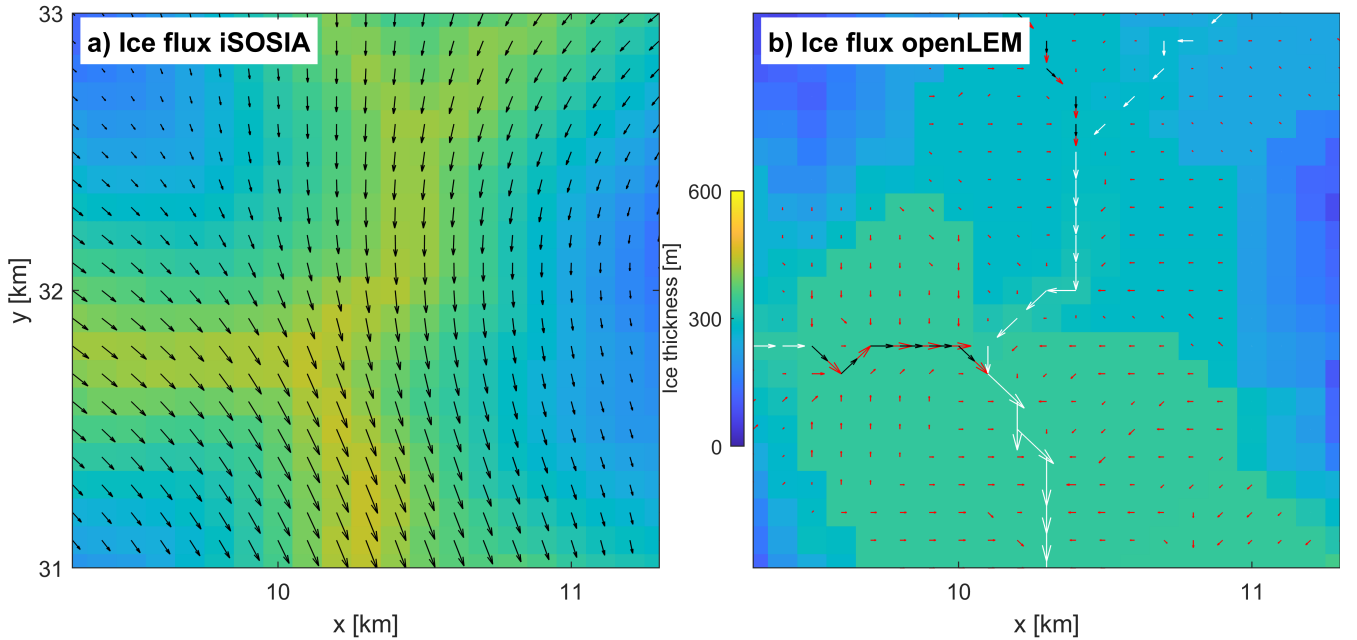 a) Ice flux iSOSIA
b) Ice flux openLEM
33
32
31
y [km]
10
11
x [km]
600
300
0
Ice thickness [m]
10
11
x [km]